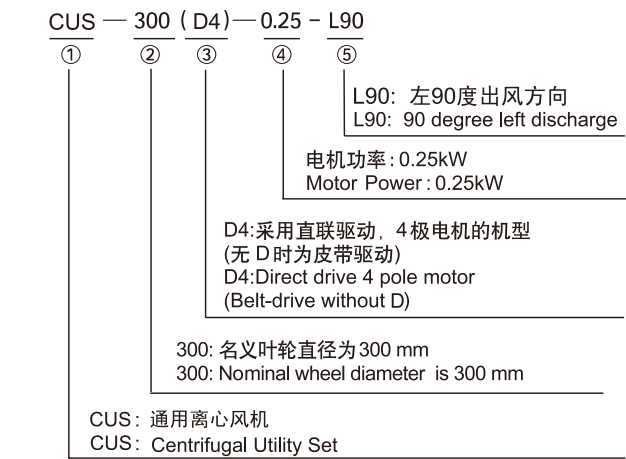 CUS — 300 ( D4 ) — 0.25 - L90
① ② ③ ④ ⑤
L90: 左90度出风方向
L90: 90 degree left discharge
电机功率:0.25kW
Motor Power : 0.25kW
D4:采用直联驱动, 4极电机的机型
(无 D时为皮带驱动)
D4:Direct drive 4 pole motor
(Belt-drive without D)
300: 名义叶轮直径为300 mm
300: Nominal wheel diameter is 300 mm
CUS: 通用离心风机
CUS: Centrifugal Utility Set